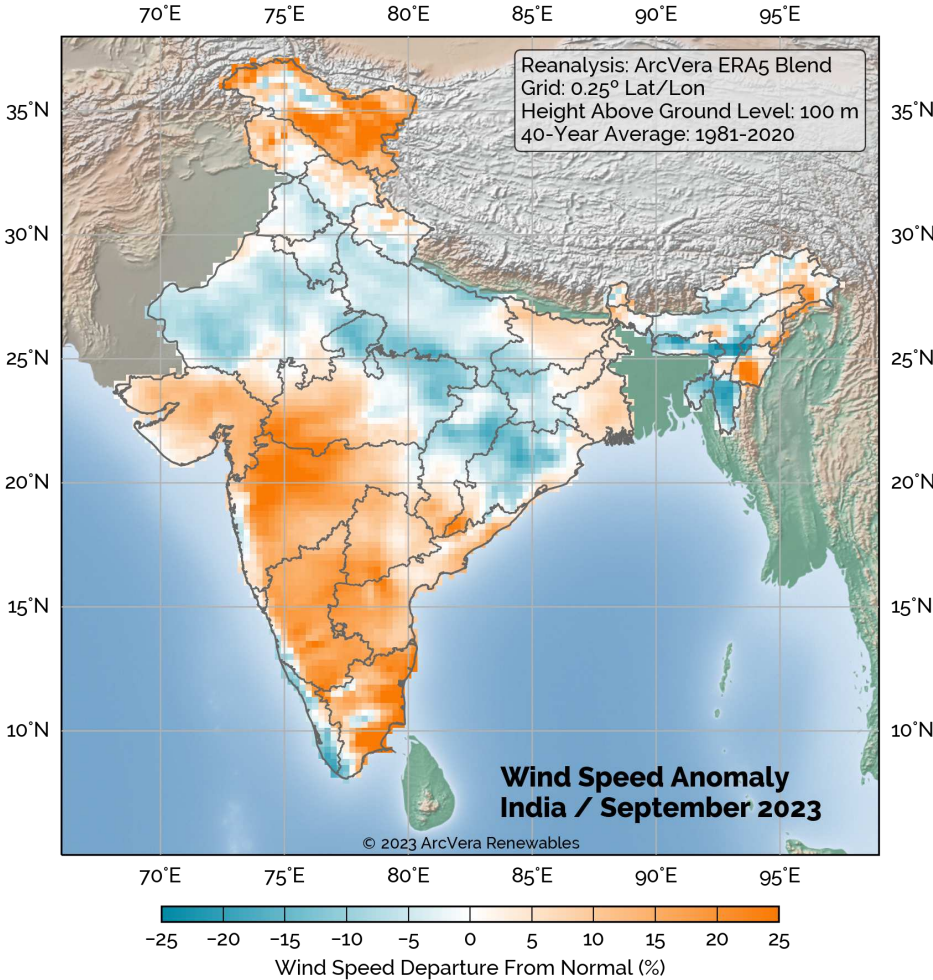 70°E 75°E 80°E 85°E 90°E 95°E
Reanalysis: ArcVera ERA5 Blend
Grid: 0.25° Lat/Lon
Height Above Ground Level: 100 m
40-Year Average: 1981-2020
35°N 35°N
30°N 30°N
25°N 25°N
20°N 20°N
15°N 15°N
10°N 10°N
Wind Speed Anomaly
India / September 2023
© 2023 ArcVera Renewables
70°E 75°E 80°E 85°E 90°E 95°E
−25 −20 −15 −10 −5 0 5 10 15 20 25
Wind Speed Departure From Normal (%)